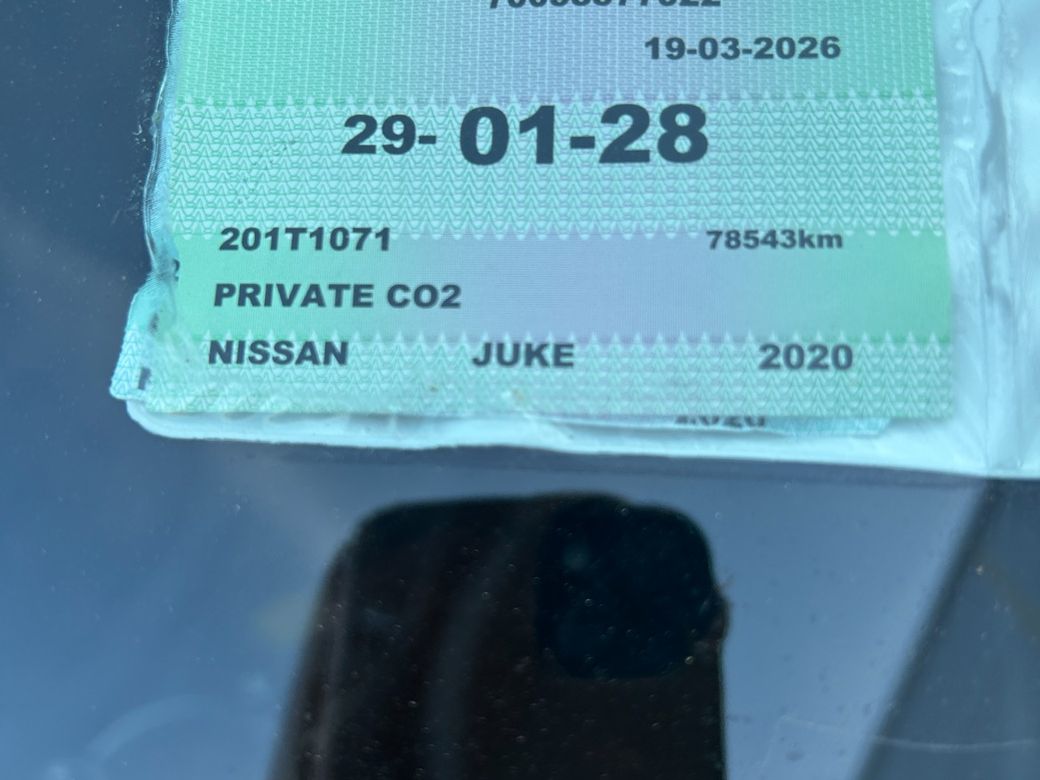 19-03-2026
29- 01-28
201T1071 78543km
PRIVATE CO2
NISSAN JUKE 2020